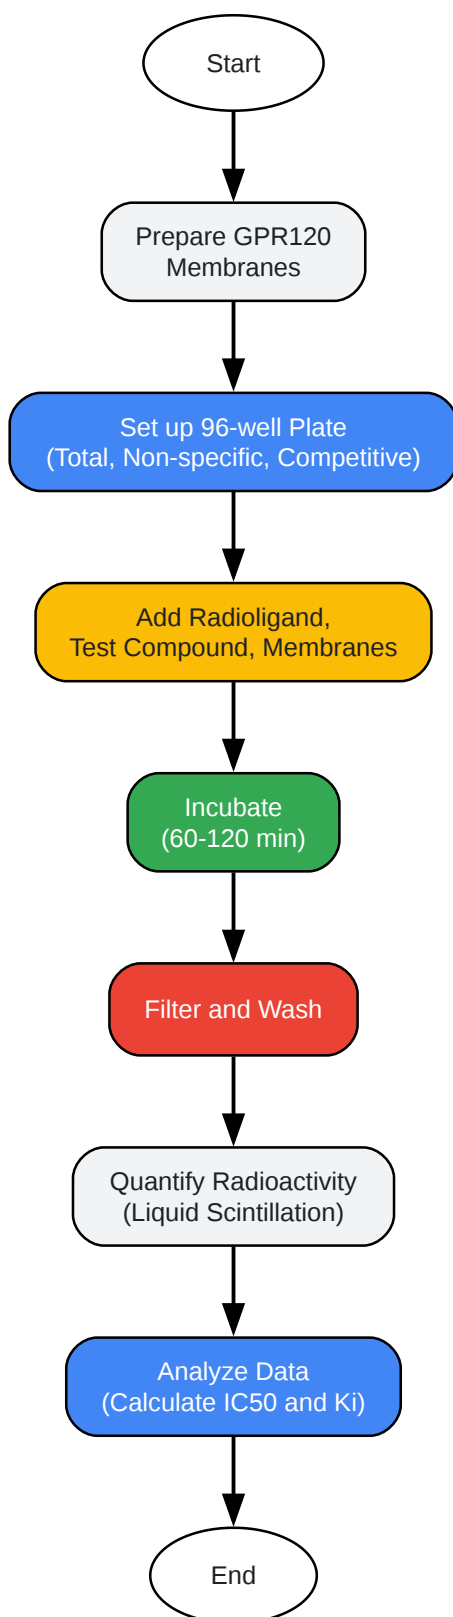 Start
Prepare GPR120
Membranes
Set up 96-well Plate
(Total, Non-specific, Competitive)
Add Radioligand,
Test Compound, Membranes
Incubate
(60-120 min)
Filter and Wash
Quantify Radioactivity
(Liquid Scintillation)
Analyze Data
(Calculate IC50 and Ki)
End